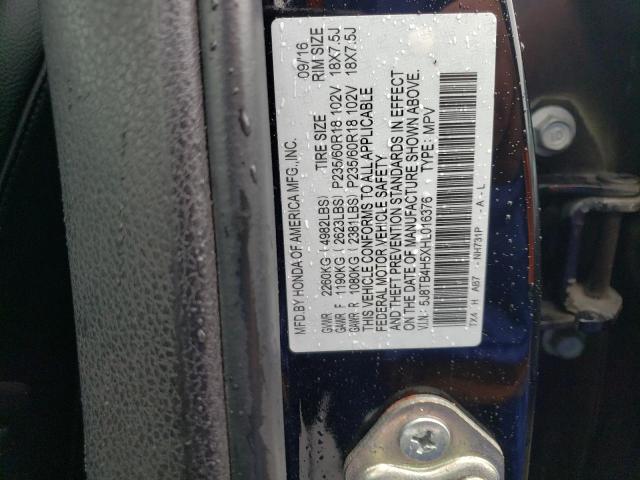 MFD.BY HONDA OF AMERICA MFG.,INC. 09/16
TIRE SIZE RIM SIZE
GVWR 2260KG (4982LBS)
GAWR F 1190KG (2623LBS) P235/60R18 102V 18X7.5J
GAWR R 1080KG (2381LBS) P235/60R18 102V 18X7.5J
THIS VEHICLE CONFORMS TO ALL APPLICABLE
FEDERAL MOTOR VEHICLE SAFETY
AND THEFT PREVENTION STANDARDS IN EFFECT
ON THE DATE OF MANUFACTURE SHOWN ABOVE.
V.I.N.: 5J8TB4H5XHL016376 TYPE: MPV
TX4 H A87 - NH731P - A - L